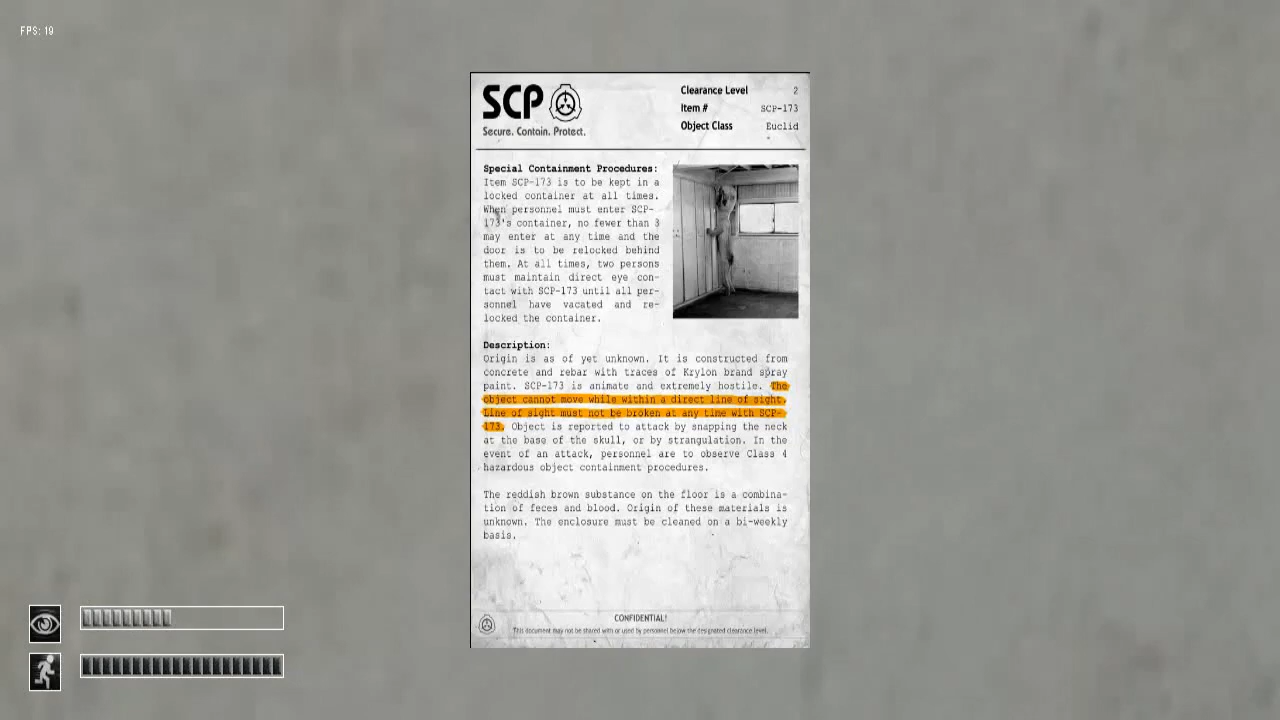 FPS: 19
SCP
Secure. Contain. Protect.
Clearance Level 2
Item # SCP-173
Object Class Euclid
Special Containment Procedures:
Item SCP-173 is to be kept in a
locked container at all times.
When personnel must enter SCP-
173's container, no fewer than 3
may enter at any time and the
door is to be relocked behind
them. At all times, two persons
must maintain direct eye con-
tact with SCP-173 until all per-
sonnel have vacated and re-
locked the container.
Description:
Origin is as of yet unknown. It is constructed from
concrete and rebar with traces of Krylon brand spray
paint. SCP-173 is animate and extremely hostile. The
object cannot move while within a direct line of sight.
Line of sight must not be broken at any time with SCP-
173. Object is reported to attack by snapping the neck
at the base of the skull, or by strangulation. In the
event of an attack, personnel are to observe Class 4
hazardous object containment procedures.
The reddish brown substance on the floor is a combina-
tion of feces and blood. Origin of these materials is
unknown. The enclosure must be cleaned on a bi-weekly
basis.
CONFIDENTIAL!
This document may not be shared with or used by personnel below the designated clearance level.